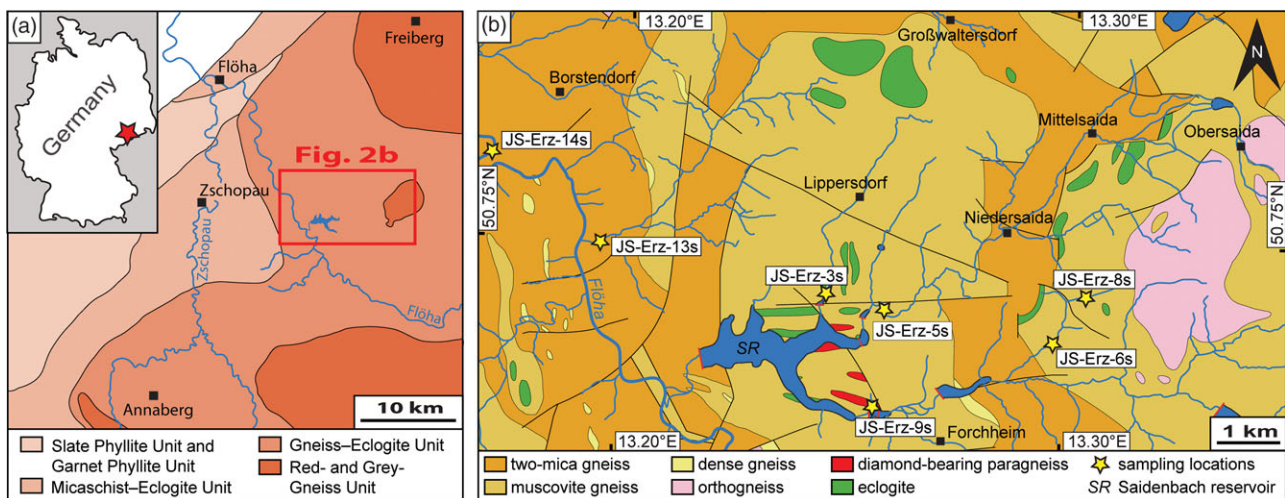 (a)
Germany
Freiberg
Flöha
Fig. 2b
Zschopau
Zschopau
Flöha
Annaberg
10 km
Slate Phyllite Unit and
Garnet Phyllite Unit
Micaschist–Eclogite Unit
Gneiss–Eclogite Unit
Red- and Grey-
Gneiss Unit
(b)
13.20°E
13.30°E
N
Großwaltersdorf
Borstendorf
Mittelsaida
Obersaida
JS-Erz-14s
50.75°N
50.75°N
Lippersdorf
Niedersaida
JS-Erz-13s
JS-Erz-3s
JS-Erz-8s
Flöha
JS-Erz-5s
SR
JS-Erz-6s
JS-Erz-9s
Forchheim
13.20°E
13.30°E
1 km
two-mica gneiss
dense gneiss
diamond-bearing paragneiss
sampling locations
muscovite gneiss
orthogneiss
eclogite
SR Saidenbach reservoir